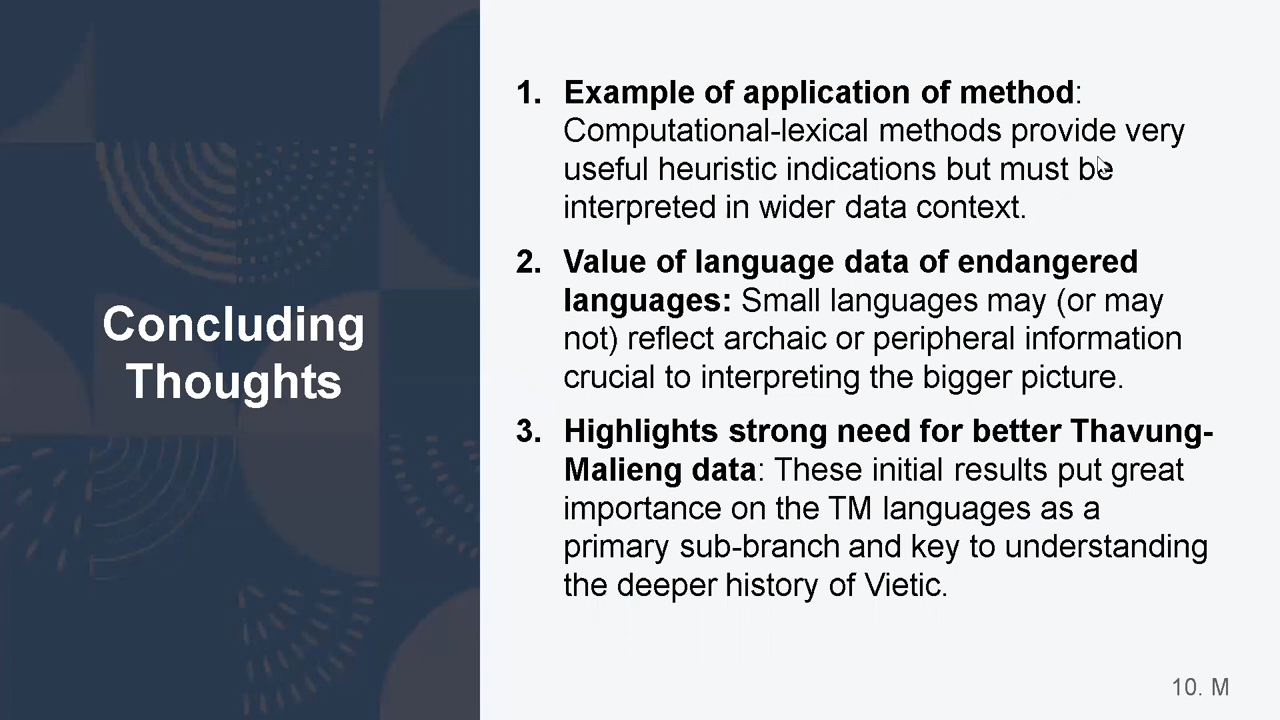 Concluding
Thoughts
1. Example of application of method:
Computational-lexical methods provide very
useful heuristic indications but must be
interpreted in wider data context.
2. Value of language data of endangered
languages: Small languages may (or may
not) reflect archaic or peripheral information
crucial to interpreting the bigger picture.
3. Highlights strong need for better Thavung-
Malieng data: These initial results put great
importance on the TM languages as a
primary sub-branch and key to understanding
the deeper history of Vietic.
10. M